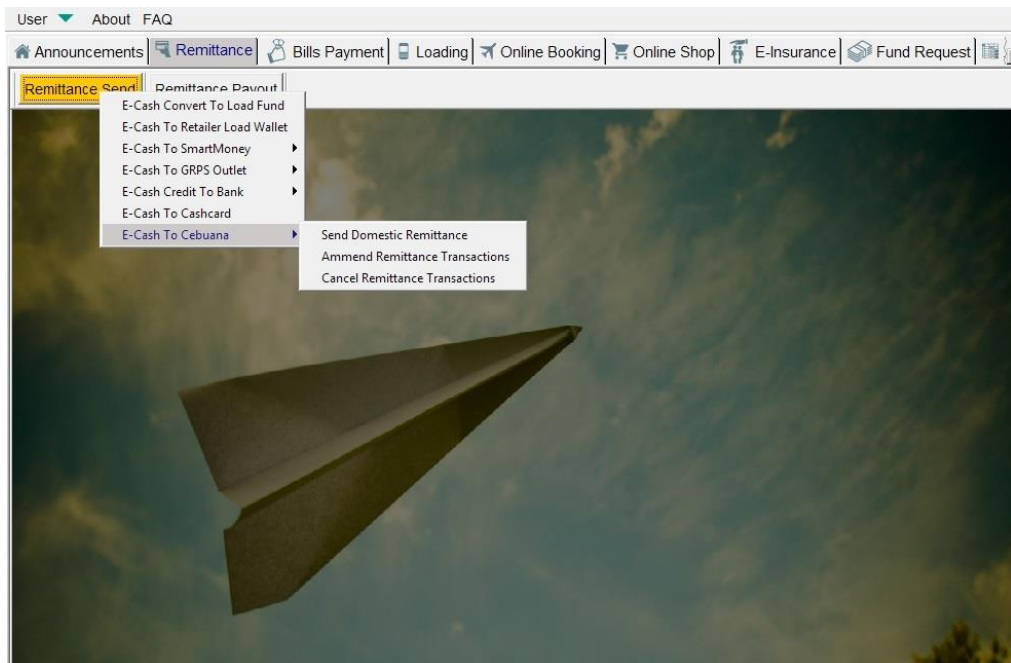 User About FAQ
Announcements Remittance Bills Payment Loading Online Booking Online Shop E-Insurance Fund Request
Remittance Send Remittance Payout
E-Cash Convert To Load Fund
E-Cash To Retailer Load Wallet
E-Cash To SmartMoney
E-Cash To GRPS Outlet
E-Cash Credit To Bank
E-Cash To Cashcard
E-Cash To Cebuana
Send Domestic Remittance
Ammend Remittance Transactions
Cancel Remittance Transactions